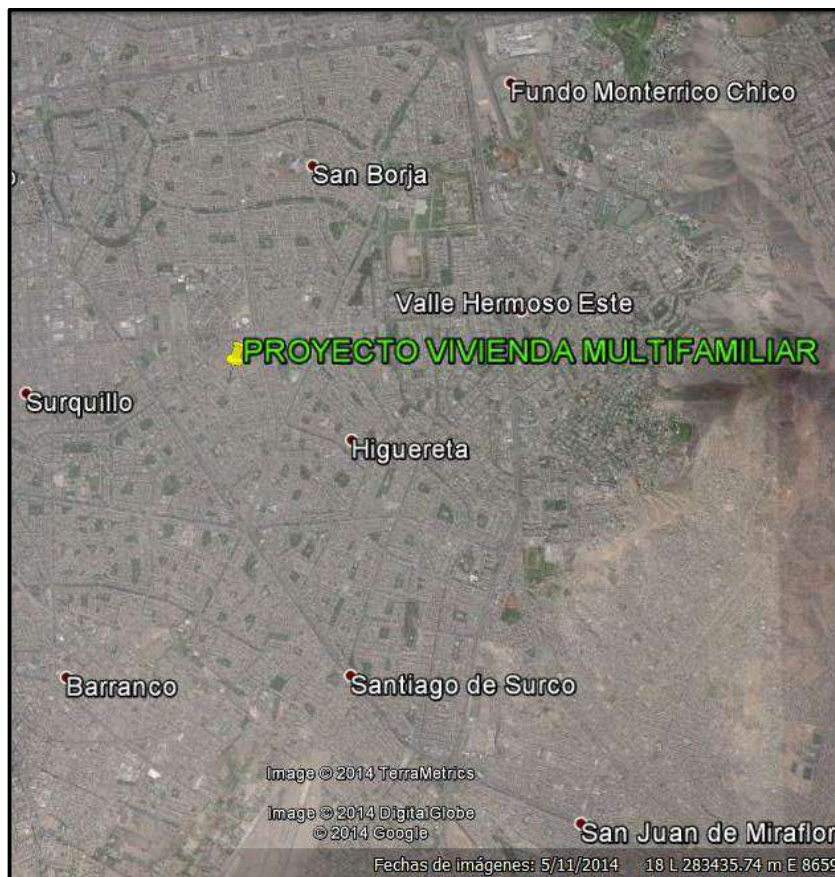 Fundo Monterrico Chico
San Borja
Valle Hermoso Este
PROYECTO VIVIENDA MULTIFAMILIAR
Surquillo
Higuereta
Barranco
Santiago de Surco
Image © 2014 TerraMetrics
Image © 2014 DigitalGlobe
© 2014 Google
San Juan de Miraflor
Fechas de imágenes: 5/11/2014 18 L 283435.74 m E 8659